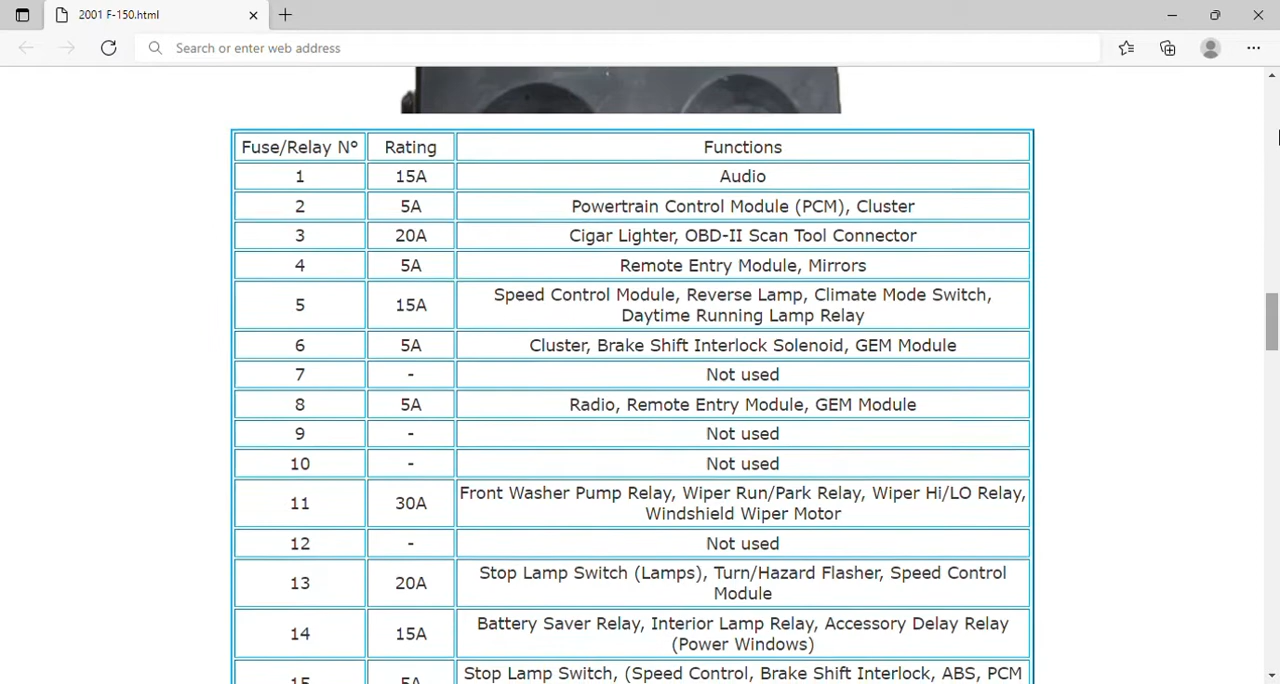 2001 F-150.html
Search or enter web address
Fuse/Relay N° Rating Functions
1 15A Audio
2 5A Powertrain Control Module (PCM), Cluster
3 20A Cigar Lighter, OBD-II Scan Tool Connector
4 5A Remote Entry Module, Mirrors
5 15A Speed Control Module, Reverse Lamp, Climate Mode Switch,
Daytime Running Lamp Relay
6 5A Cluster, Brake Shift Interlock Solenoid, GEM Module
7 - Not used
8 5A Radio, Remote Entry Module, GEM Module
9 - Not used
10 - Not used
11 30A Front Washer Pump Relay, Wiper Run/Park Relay, Wiper Hi/LO Relay,
Windshield Wiper Motor
12 - Not used
13 20A Stop Lamp Switch (Lamps), Turn/Hazard Flasher, Speed Control
Module
14 15A Battery Saver Relay, Interior Lamp Relay, Accessory Delay Relay
(Power Windows)
15 5A Stop Lamp Switch, (Speed Control, Brake Shift Interlock, ABS, PCM